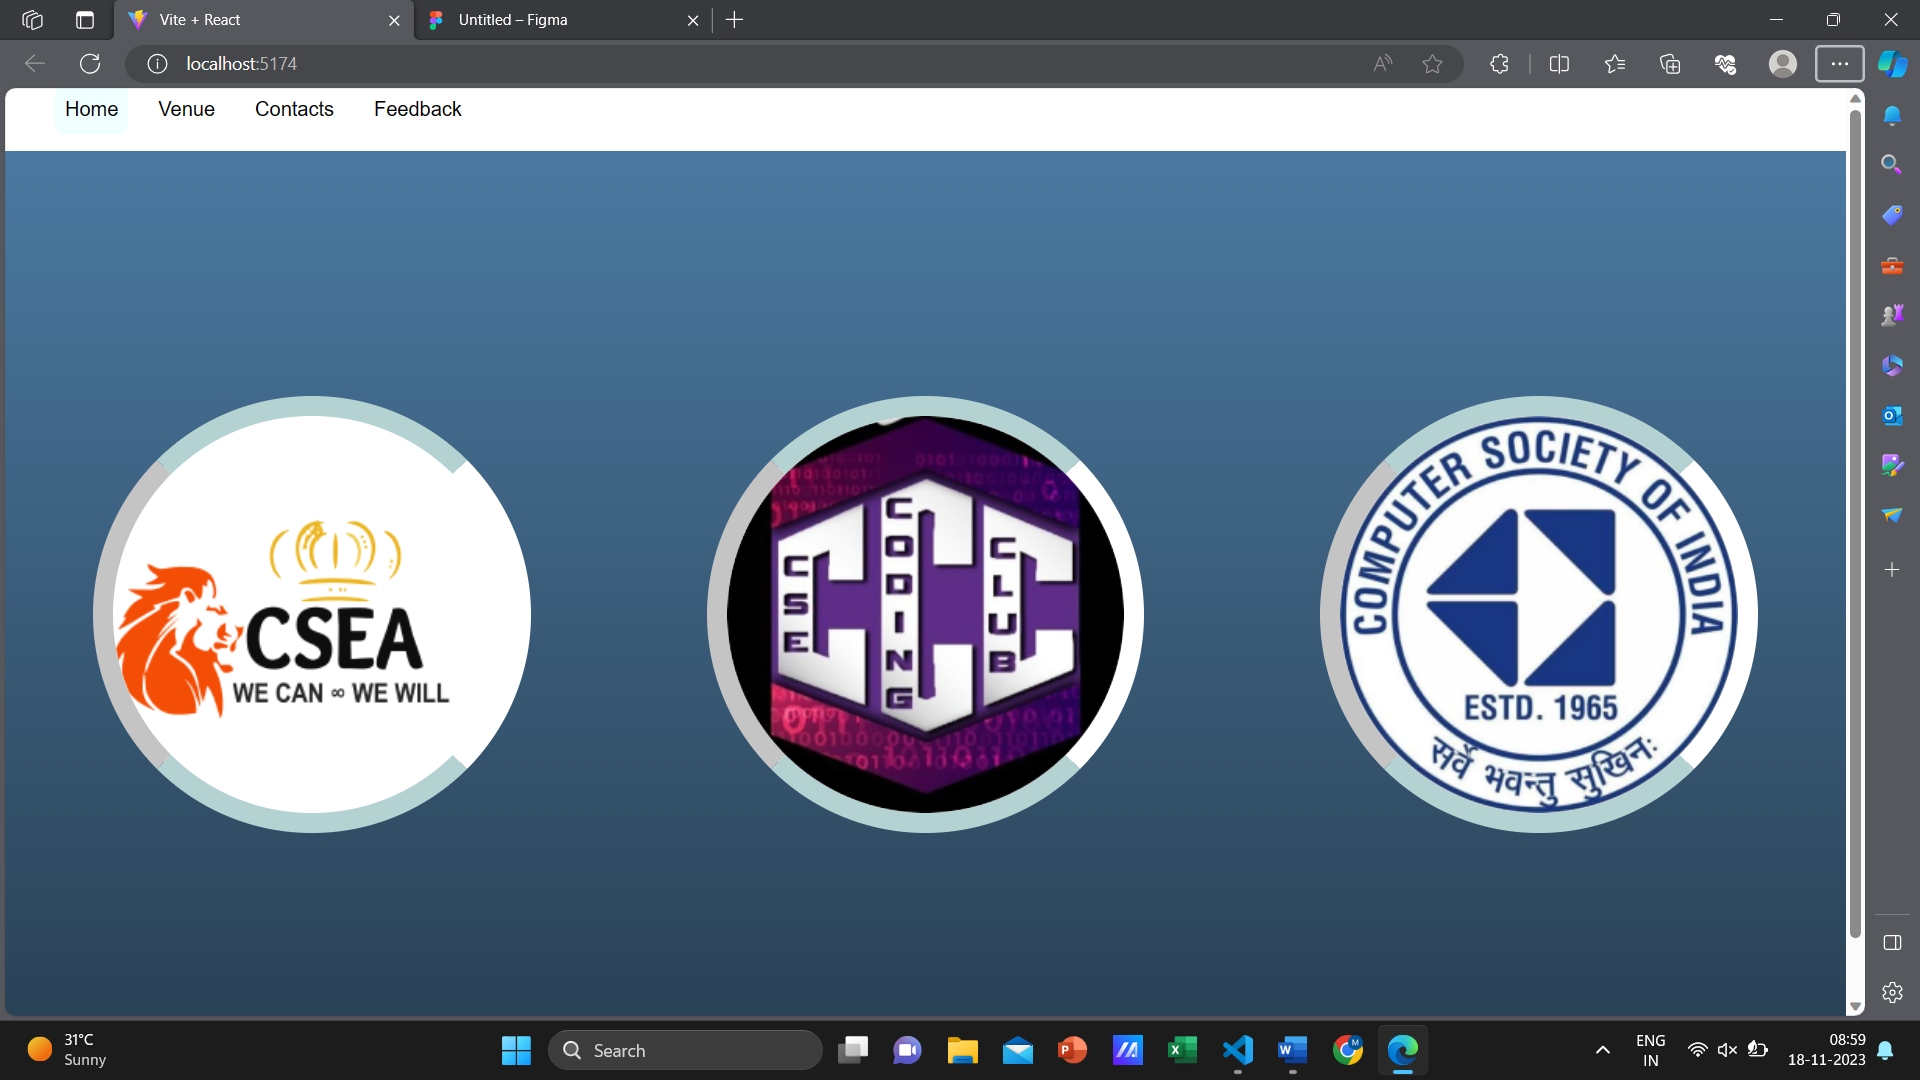 Vite + React
Untitled – Figma
localhost:5174
Home
Venue
Contacts
Feedback
CSEA
WE CAN ∞ WE WILL
CSE
CODING
CLUB
COMPUTER SOCIETY OF INDIA
ESTD. 1965
सर्वे भवन्तु सुखिनः
31°C
Sunny
Search
ENG
IN
08:59
18-11-2023